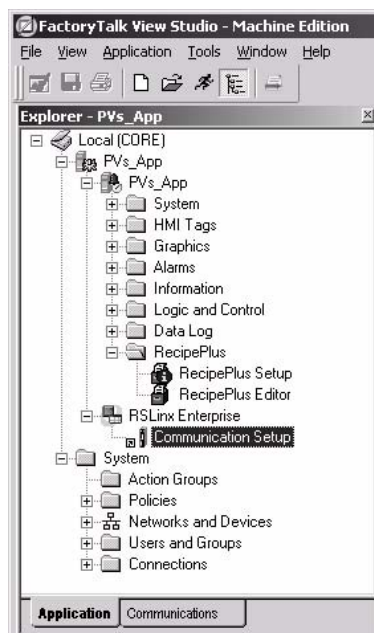 FactoryTalk View Studio - Machine Edition
File View Application Tools Window Help
Explorer - PVs_App
Local (CORE)
PVs_App
PVs_App
System
HMI Tags
Graphics
Alarms
Information
Logic and Control
Data Log
RecipePlus
RecipePlus Setup
RecipePlus Editor
RSLinx Enterprise
Communication Setup
System
Action Groups
Policies
Networks and Devices
Users and Groups
Connections
Application Communications